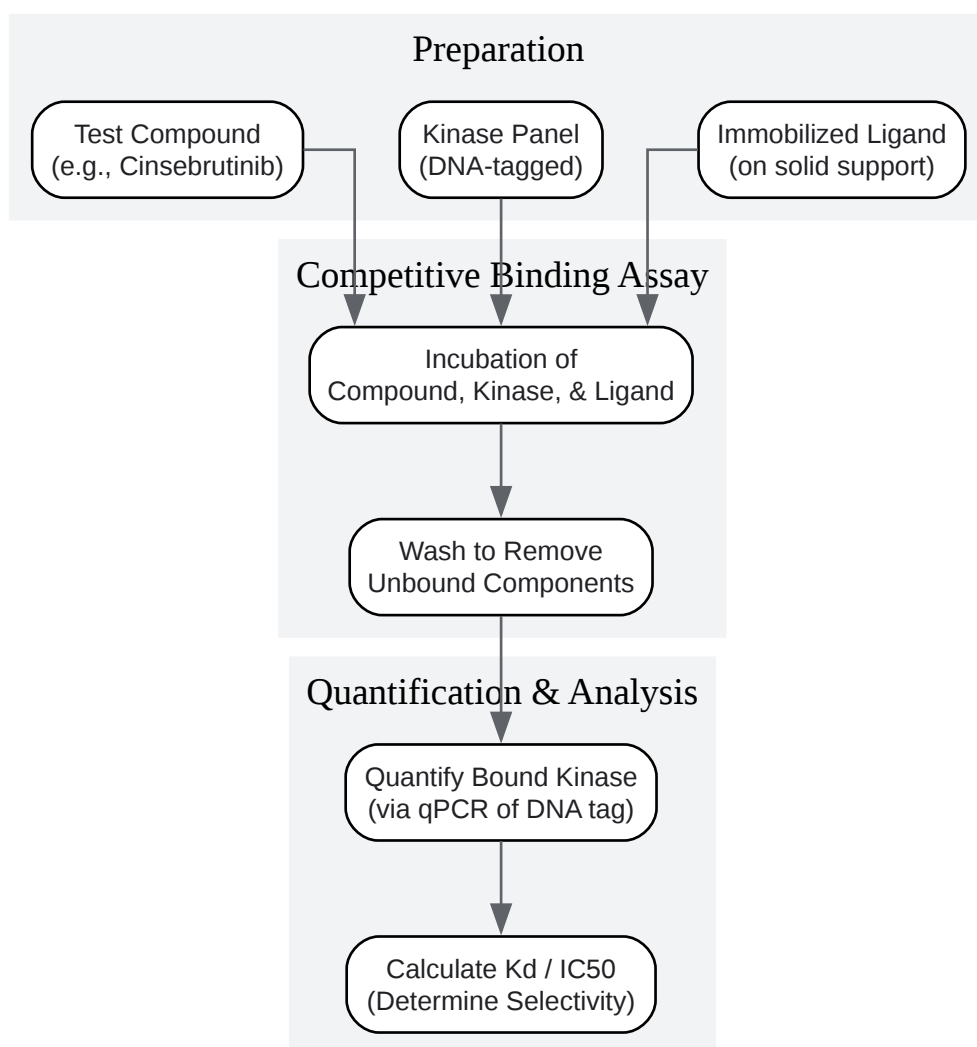 Preparation
Test Compound
(e.g., Cinsebrutinib)
Kinase Panel
(DNA-tagged)
Immobilized Ligand
(on solid support)
Competitive Binding Assay
Incubation of
Compound, Kinase, & Ligand
Wash to Remove
Unbound Components
Quantification & Analysis
Quantify Bound Kinase
(via qPCR of DNA tag)
Calculate Kd / IC50
(Determine Selectivity)